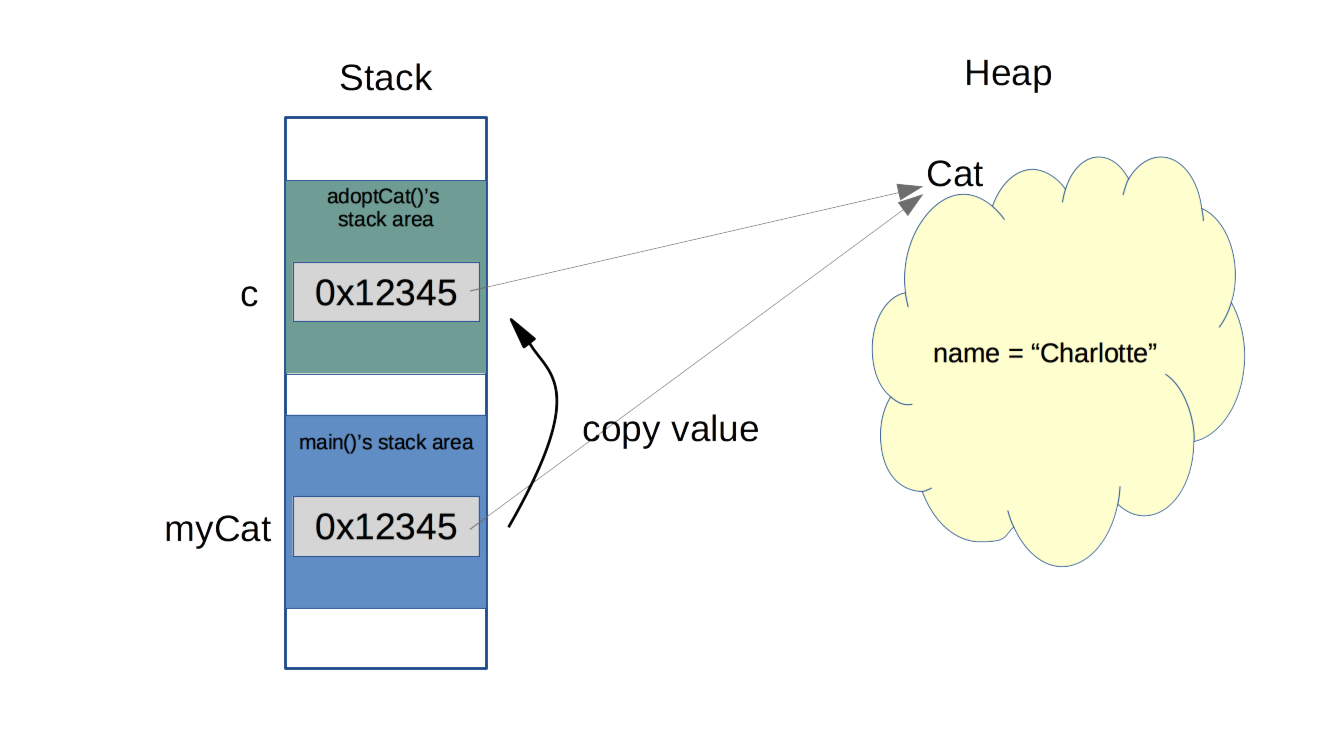 Stack
Heap
Cat
adoptCat()’s
stack area
c
0x12345
name = “Charlotte”
copy value
main()’s stack area
myCat
0x12345